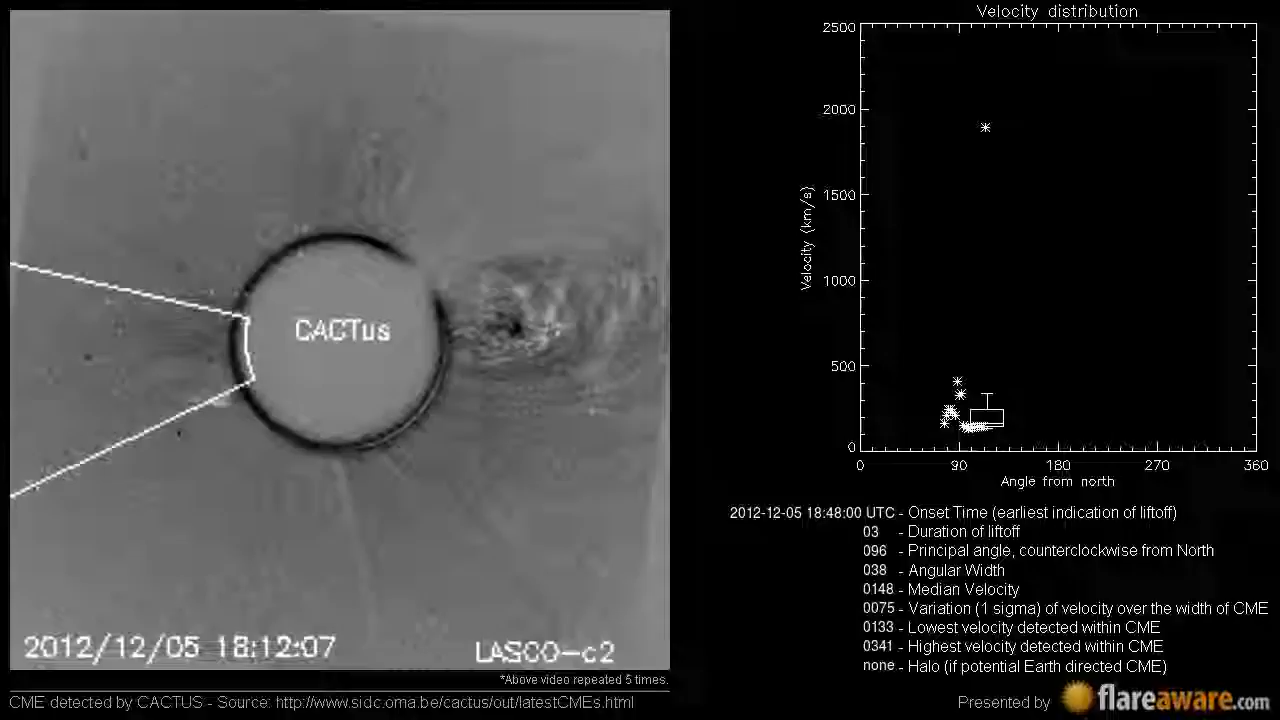 CACTus
2012/12/05 18:12:07
LASCO-c2
*Above video repeated 5 times.
CME detected by CACTUS - Source: http://www.sidc.oma.be/cactus/out/latestCMEs.html
Velocity distribution
Velocity (km/s)
2500
2000
1500
1000
500
0
0 90 180 270 360
Angle from north
2012-12-05 18:48:00 UTC - Onset Time (earliest indication of liftoff)
03 - Duration of liftoff
096 - Principal angle, counterclockwise from North
038 - Angular Width
0148 - Median Velocity
0075 - Variation (1 sigma) of velocity over the width of CME
0133 - Lowest velocity detected within CME
0341 - Highest velocity detected within CME
none - Halo (if potential Earth directed CME)
Presented by flareaware.com